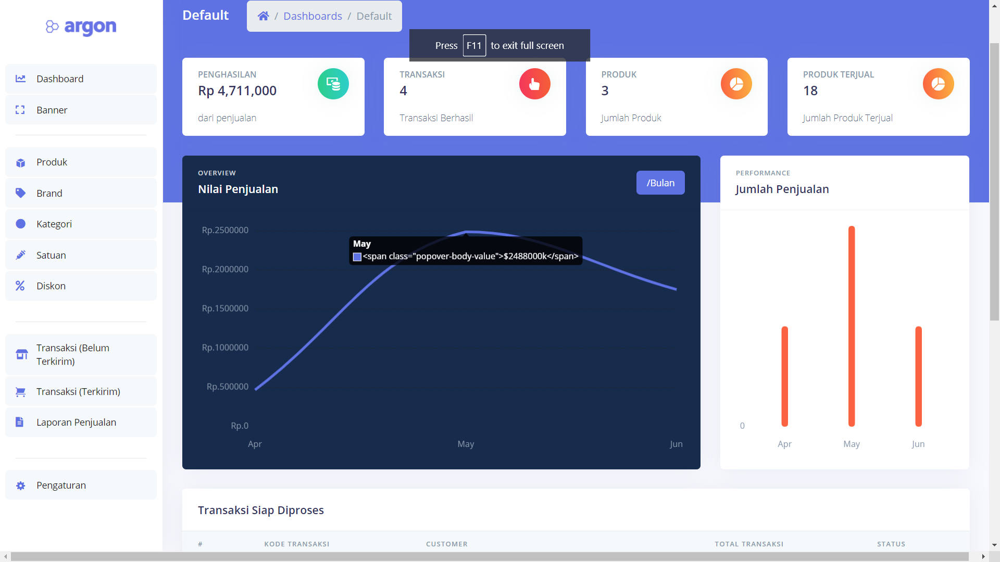 argon
Dashboard
Banner
Produk
Brand
Kategori
Satuan
Diskon
Transaksi (Belum
Terkirim)
Transaksi (Terkirim)
Laporan Penjualan
Pengaturan
Default
/ Dashboards / Default
Press F11 to exit full screen
PENGHASILAN
Rp 4,711,000
dari penjualan
TRANSAKSI
4
Transaksi Berhasil
PRODUK
3
Jumlah Produk
PRODUK TERJUAL
18
Jumlah Produk Terjual
OVERVIEW
Nilai Penjualan
/Bulan
Rp.2500000
Rp.2000000
Rp.1500000
Rp.1000000
Rp.500000
Rp.0
May
<span class="popover-body-value">$2488000k</span>
Apr May Jun
PERFORMANCE
Jumlah Penjualan
0
Apr May Jun
Transaksi Siap Diproses
# KODE TRANSAKSI CUSTOMER TOTAL TRANSAKSI STATUS